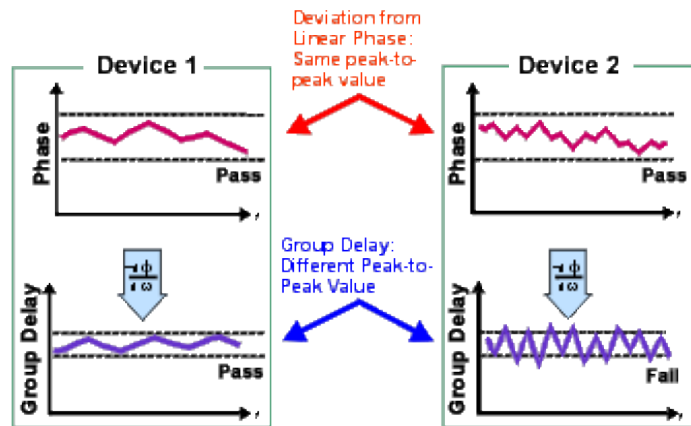 Deviation from
Linear Phase:
Same peak-to-
peak value
Device 1
Device 2
Phase
Pass
Phase
Pass
Group Delay:
Different Peak-to-
Peak Value
Group Delay
Pass
Group Delay
Fail